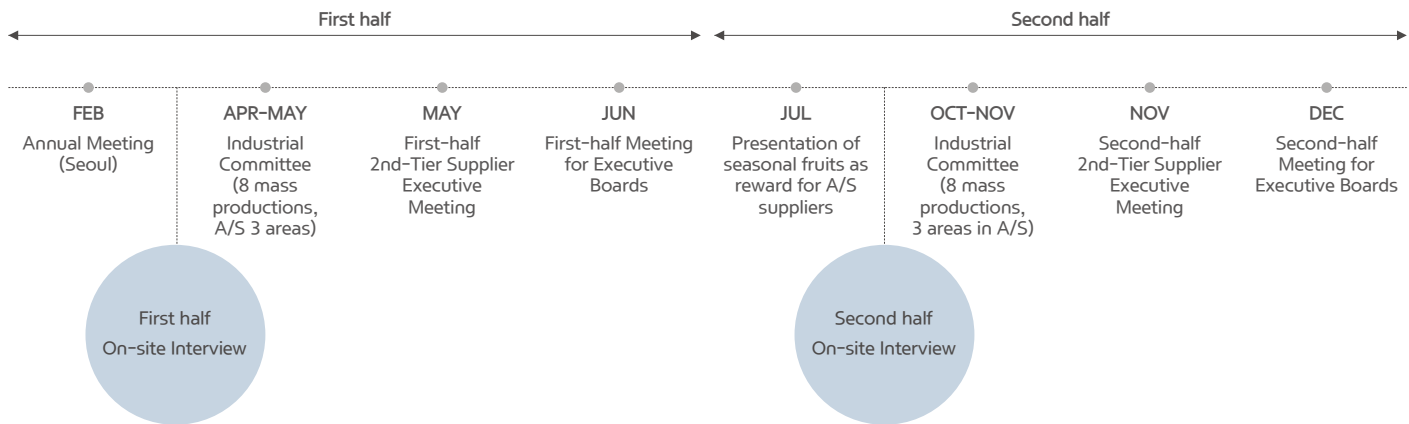 First half
Second half
FEB
Annual Meeting
(Seoul)
APR-MAY
Industrial
Committee
(8 mass
productions,
A/S 3 areas)
MAY
First-half
2nd-Tier Supplier
Executive
Meeting
JUN
First-half Meeting
for Executive
Boards
JUL
Presentation of
seasonal fruits as
reward for A/S
suppliers
OCT-NOV
Industrial
Committee
(8 mass
productions,
3 areas in A/S)
NOV
Second-half
2nd-Tier Supplier
Executive
Meeting
DEC
Second-half
Meeting for
Executive Boards
First half
On-site Interview
Second half
On-site Interview